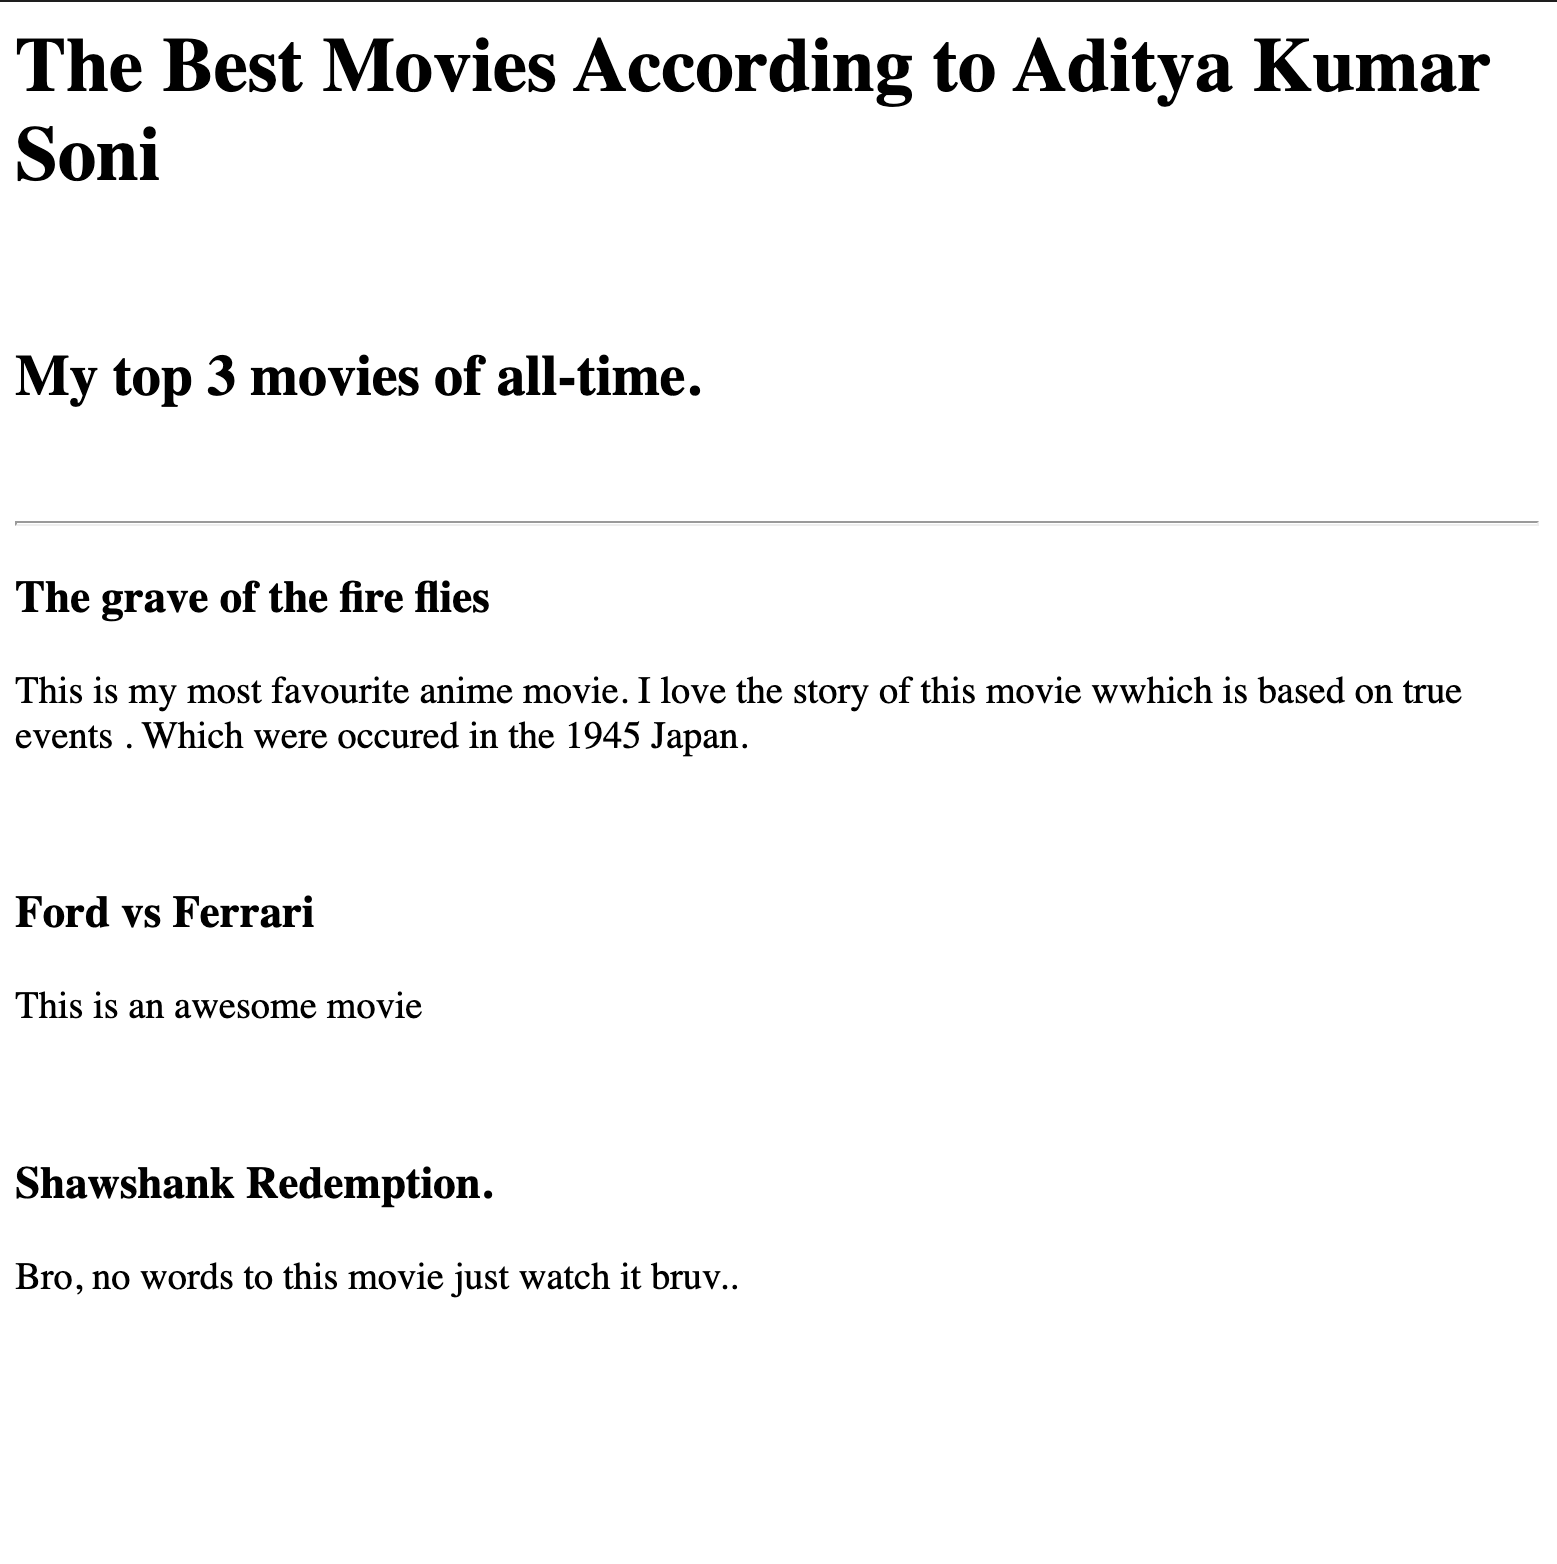 The Best Movies According to Aditya Kumar
Soni
My top 3 movies of all-time.
The grave of the fire flies
This is my most favourite anime movie. I love the story of this movie wwhich is based on true
events . Which were occured in the 1945 Japan.
Ford vs Ferrari
This is an awesome movie
Shawshank Redemption.
Bro, no words to this movie just watch it bruv..